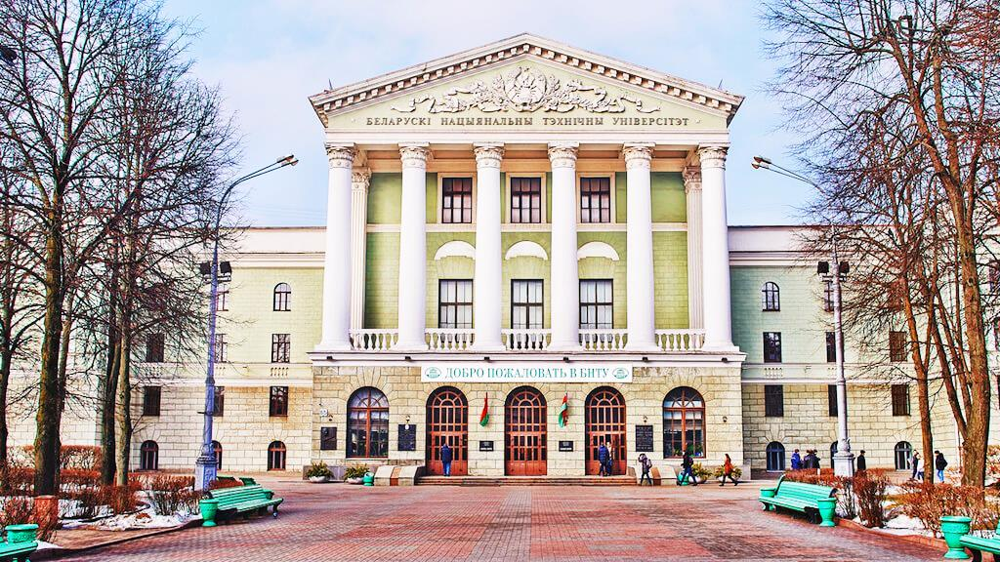 БЕЛАРУСКІ НАЦЫЯНАЛЬНЫ ТЭХНІЧНЫ УНІВЕРСІТЭТ
ДОБРО ПОЖАЛОВАТЬ В БНТУ